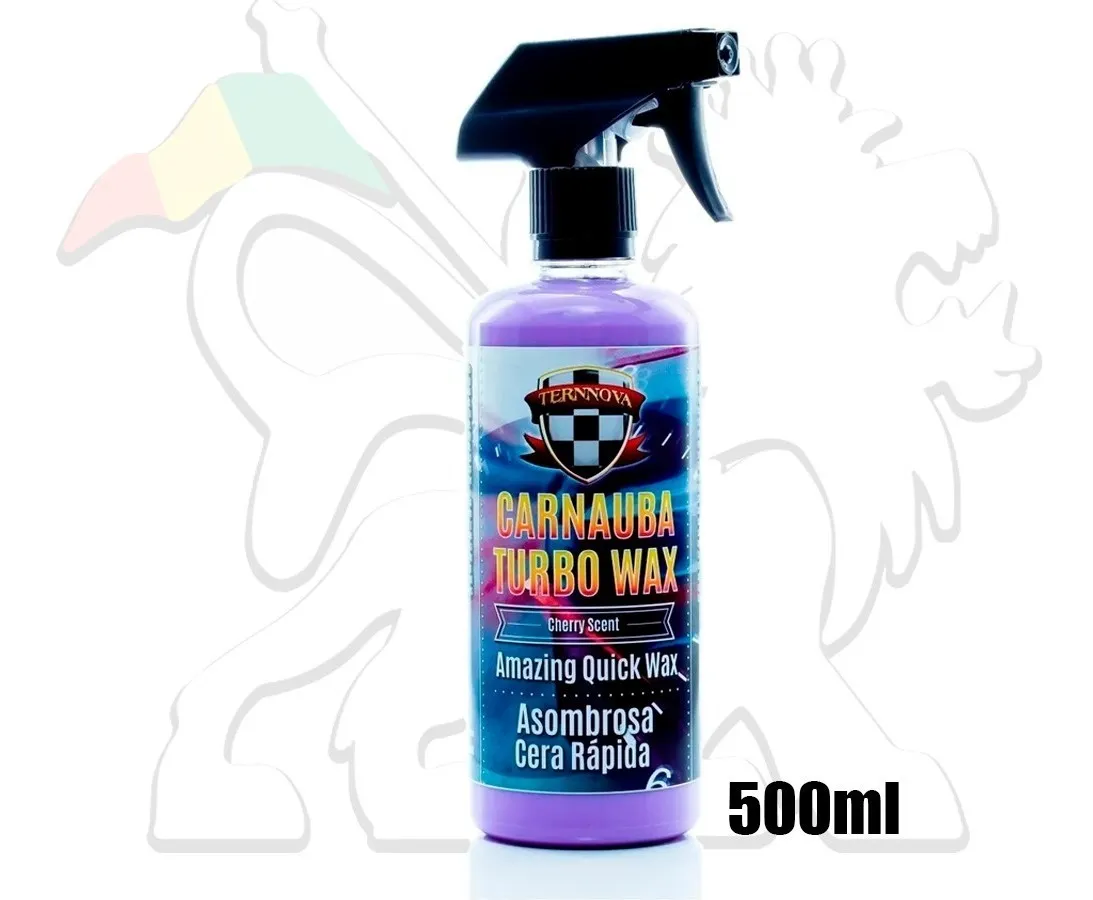 TERNNOVA
CARNAUBA
TURBO WAX
Cherry Scent
Amazing Quick Wax
Asombrosa
Cera Rápida
500ml